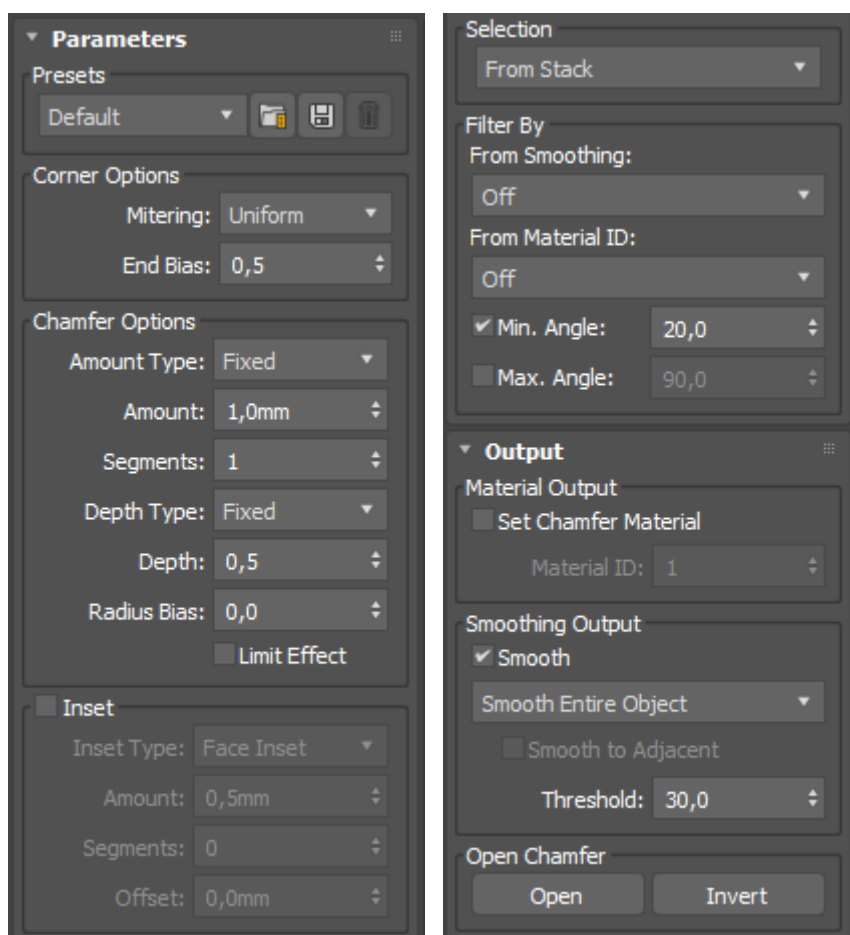 Parameters
Presets
Default
Corner Options
Mitering: Uniform
End Bias: 0,5
Chamfer Options
Amount Type: Fixed
Amount: 1,0mm
Segments: 1
Depth Type: Fixed
Depth: 0,5
Radius Bias: 0,0
Limit Effect
Inset
Inset Type: Face Inset
Amount: 0,5mm
Segments: 0
Offset: 0,0mm
Selection
From Stack
Filter By
From Smoothing:
Off
From Material ID:
Off
Min. Angle: 20,0
Max. Angle: 90,0
Output
Material Output
Set Chamfer Material
Material ID: 1
Smoothing Output
Smooth
Smooth Entire Object
Smooth to Adjacent
Threshold: 30,0
Open Chamfer
Open Invert